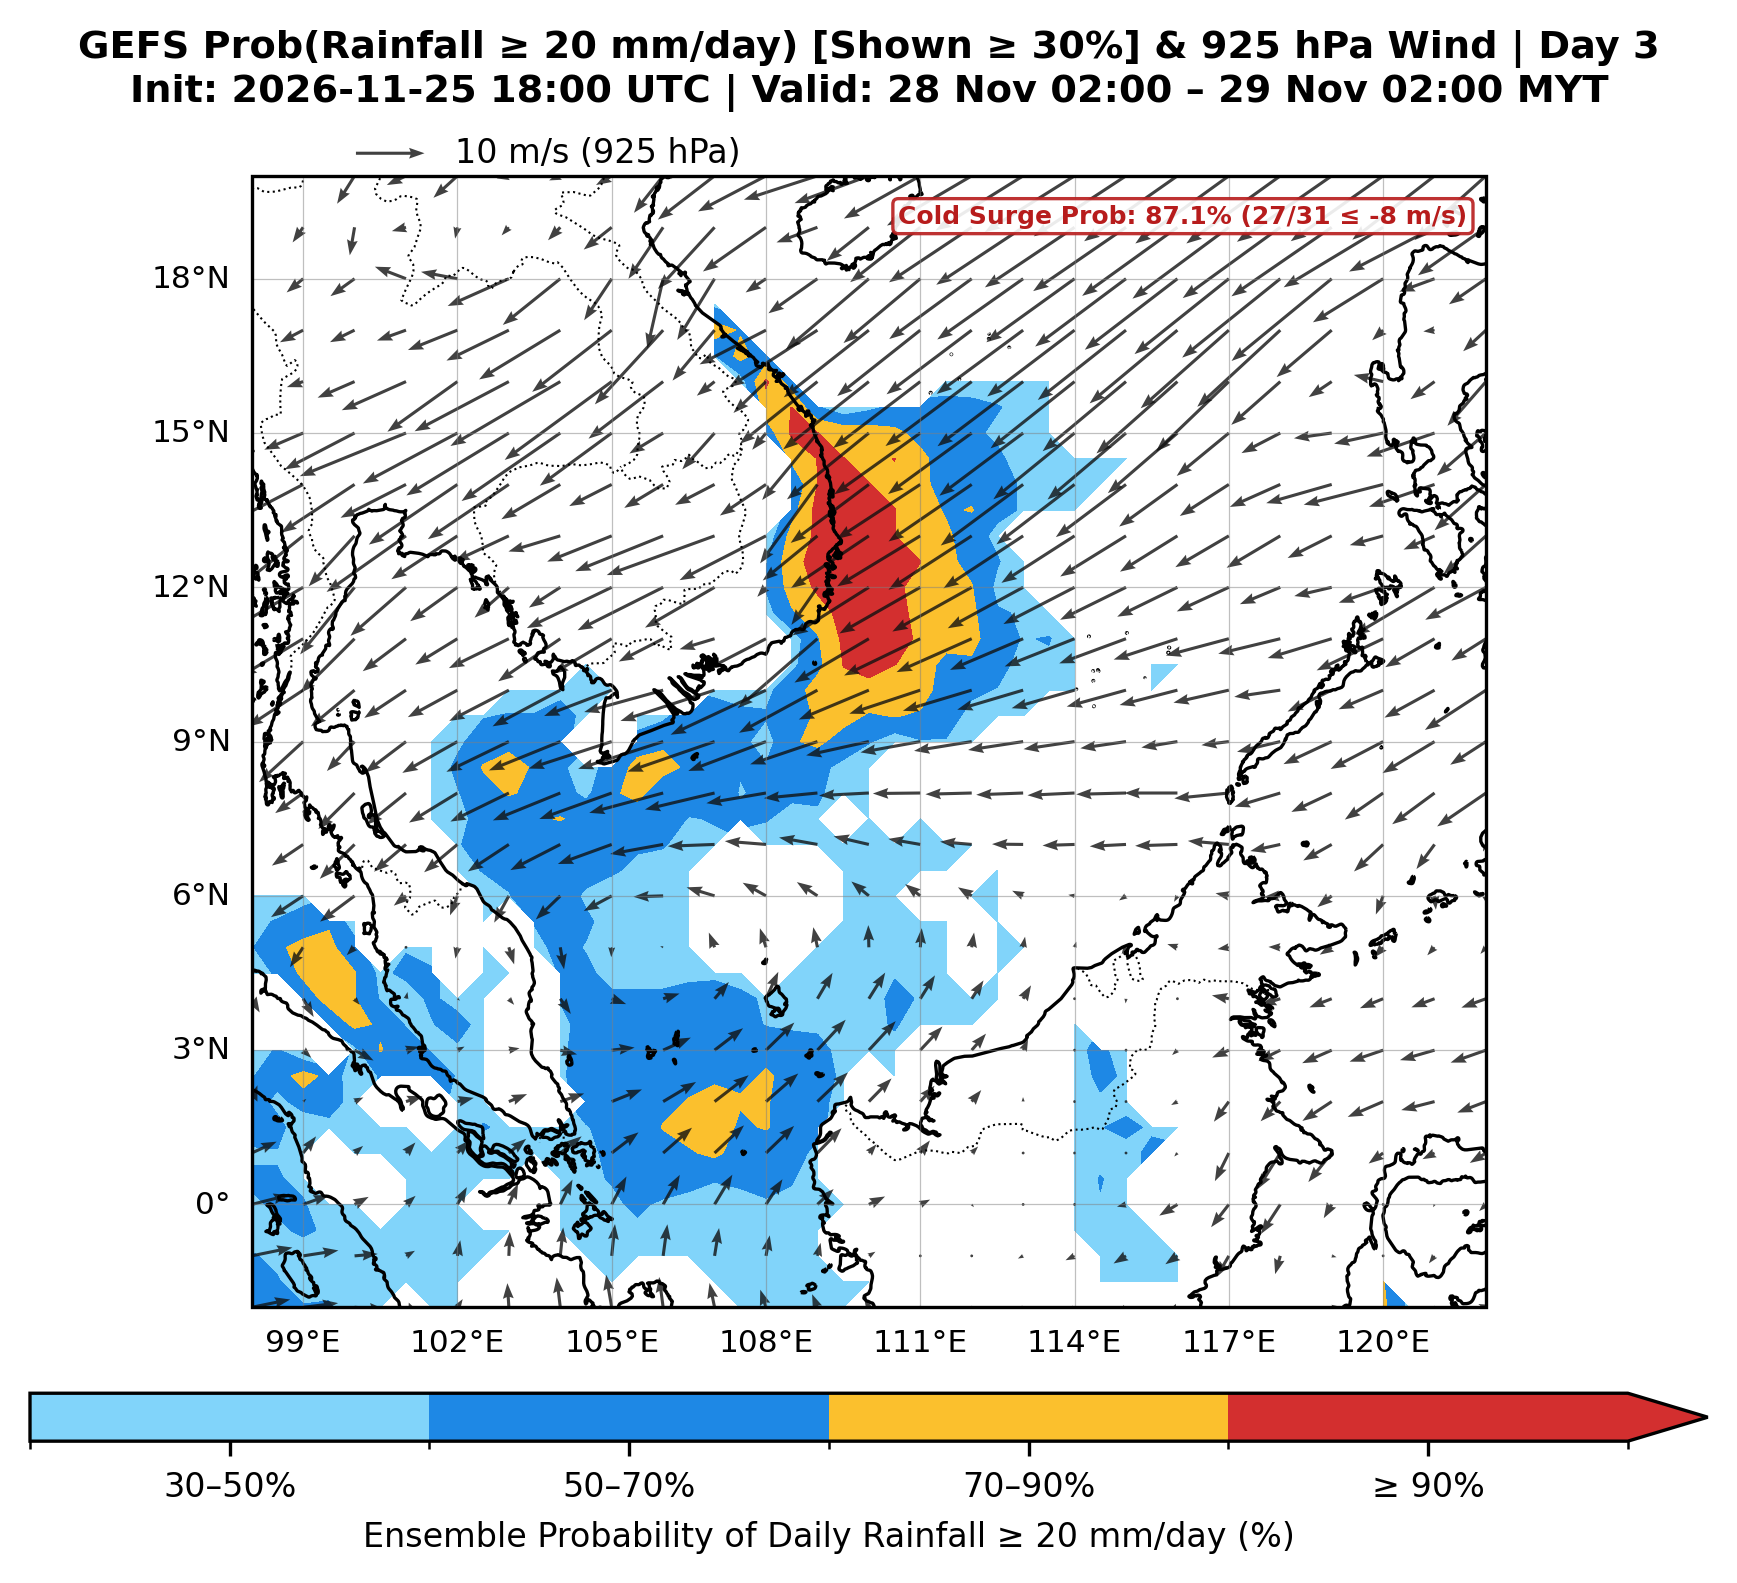 GEFS Prob(Rainfall ≥ 20 mm/day) [Shown ≥ 30%] & 925 hPa Wind | Day 3
Init: 2026-11-25 18:00 UTC | Valid: 28 Nov 02:00 – 29 Nov 02:00 MYT
10 m/s (925 hPa)
Cold Surge Prob: 87.1% (27/31 ≤ -8 m/s)
18°N
15°N
12°N
9°N
6°N
3°N
0°
99°E 102°E 105°E 108°E 111°E 114°E 117°E 120°E
30–50% 50–70% 70–90% ≥ 90%
Ensemble Probability of Daily Rainfall ≥ 20 mm/day (%)